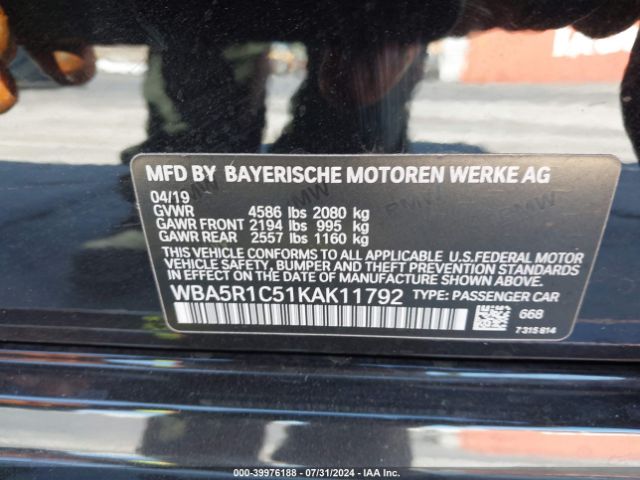 MFD BY BAYERISCHE MOTOREN WERKE AG
04/19
GVWR 4586 lbs 2080 kg
GAWR FRONT 2194 lbs 995 kg
GAWR REAR 2557 lbs 1160 kg
THIS VEHICLE CONFORMS TO ALL APPLICABLE U.S.FEDERAL MOTOR
VEHICLE SAFETY, BUMPER AND THEFT PREVENTION STANDARDS IN
EFFECT ON THE DATE OF MANUFACTURE SHOWN ABOVE.
WBA5R1C51KAK11792 TYPE: PASSENGER CAR
668
7315814
000-39976188 - 07/31/2024 - IAA Inc.